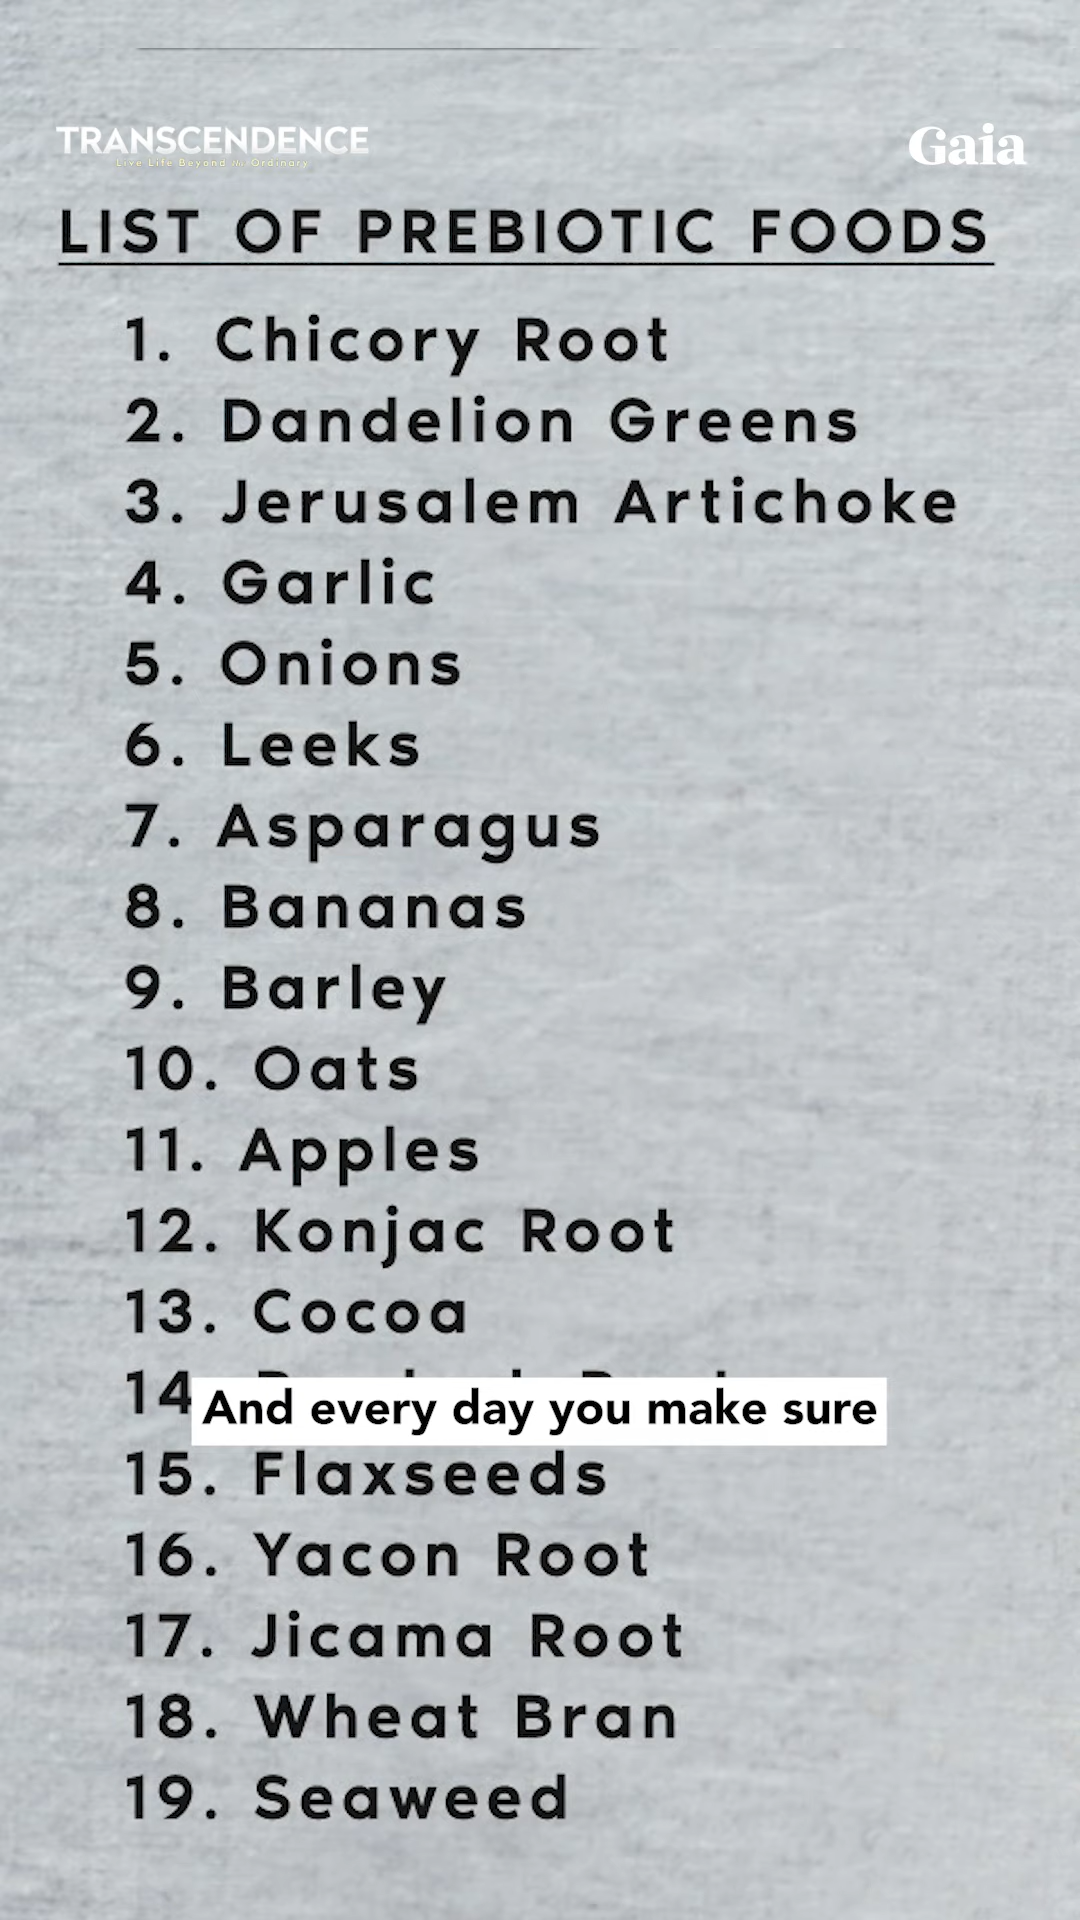 TRANSCENDENCE
Live Life Beyond the Ordinary
Gaia
LIST OF PREBIOTIC FOODS
1. Chicory Root
2. Dandelion Greens
3. Jerusalem Artichoke
4. Garlic
5. Onions
6. Leeks
7. Asparagus
8. Bananas
9. Barley
10. Oats
11. Apples
12. Konjac Root
13. Cocoa
14
And every day you make sure
15. Flaxseeds
16. Yacon Root
17. Jicama Root
18. Wheat Bran
19. Seaweed